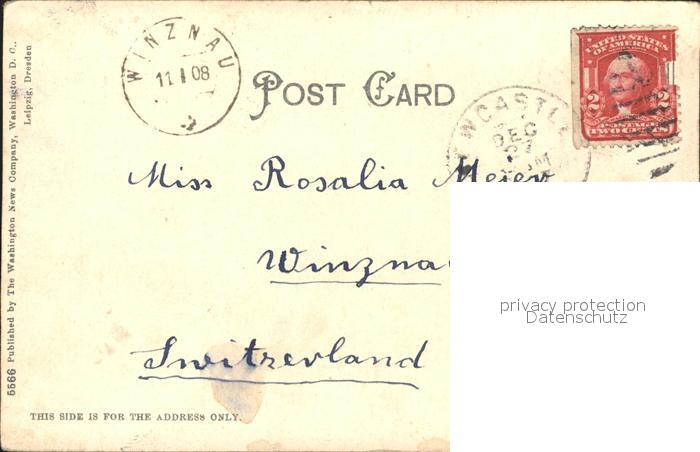 WINZNAU
11 I 08
POST CARD
UNITED STATES
OF AMERICA
2 2
POSTAGE
TWO CENTS
WCASTL
DEC
Miss Rosalia Meier
Winzna
Switzerland
privacy protection
Datenschutz
THIS SIDE IS FOR THE ADDRESS ONLY.
5566 Published by The Washington News Company, Washington D. C.,
Leipzig, Dresden